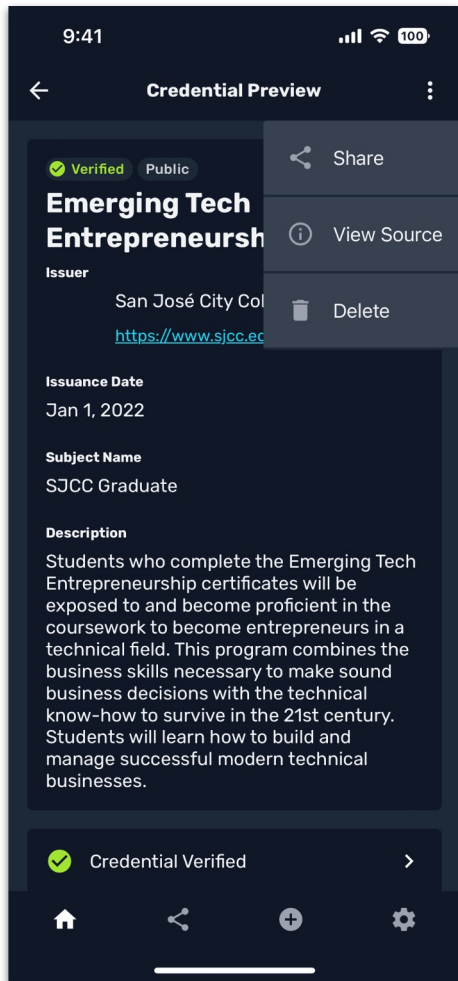 9:41
100
Credential Preview
Verified
Public
Share
Emerging Tech
Entrepreneursh
View Source
Issuer
San José City Col
Delete
https://www.sjcc.ed
Issuance Date
Jan 1, 2022
Subject Name
SJCC Graduate
Description
Students who complete the Emerging Tech
Entrepreneurship certificates will be
exposed to and become proficient in the
coursework to become entrepreneurs in a
technical field. This program combines the
business skills necessary to make sound
business decisions with the technical
know-how to survive in the 21st century.
Students will learn how to build and
manage successful modern technical
businesses.
Credential Verified